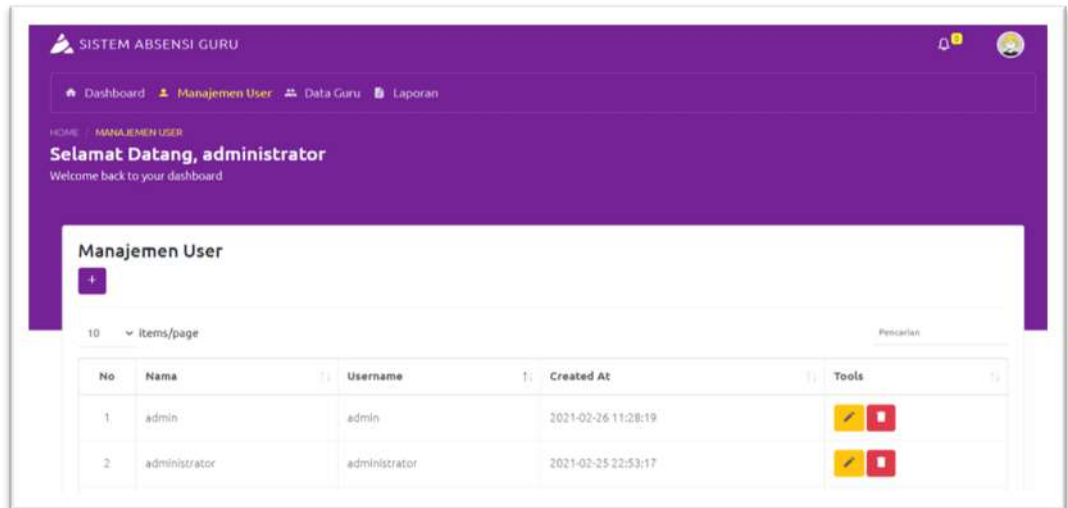 SISTEM ABSENSI GURU
Dashboard Manajemen User Data Guru Laporan
HOME / MANAJEMEN USER
Selamat Datang, administrator
Welcome back to your dashboard
Manajemen User
+
10 items/page
Pencarian
No Nama Username Created At Tools
1 admin admin 2021-02-26 11:28:19
2 administrator administrator 2021-02-25 22:53:17